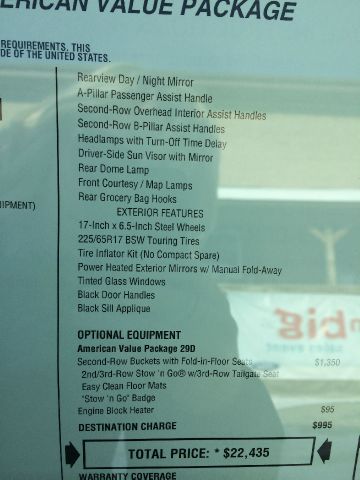 AMERICAN VALUE PACKAGE
REQUIREMENTS. THIS
DE OF THE UNITED STATES.
IPMENT)
Rearview Day / Night Mirror
A-Pillar Passenger Assist Handle
Second-Row Overhead Interior Assist Handles
Second-Row B-Pillar Assist Handles
Headlamps with Turn-Off Time Delay
Driver-Side Sun Visor with Mirror
Rear Dome Lamp
Front Courtesy / Map Lamps
Rear Grocery Bag Hooks
EXTERIOR FEATURES
17-Inch x 6.5-Inch Steel Wheels
225/65R17 BSW Touring Tires
Tire Inflator Kit (No Compact Spare)
Power Heated Exterior Mirrors w/ Manual Fold-Away
Tinted Glass Windows
Black Door Handles
Black Sill Applique
OPTIONAL EQUIPMENT
American Value Package 29D
Second-Row Buckets with Fold-in-Floor Seats $1,350
2nd/3rd-Row Stow 'n Go® w/3rd-Row Tailgate Seat
Easy Clean Floor Mats
"Stow 'n Go" Badge
Engine Block Heater $95
DESTINATION CHARGE $995
TOTAL PRICE: * $22,435
WARRANTY COVERAGE
big
sales event